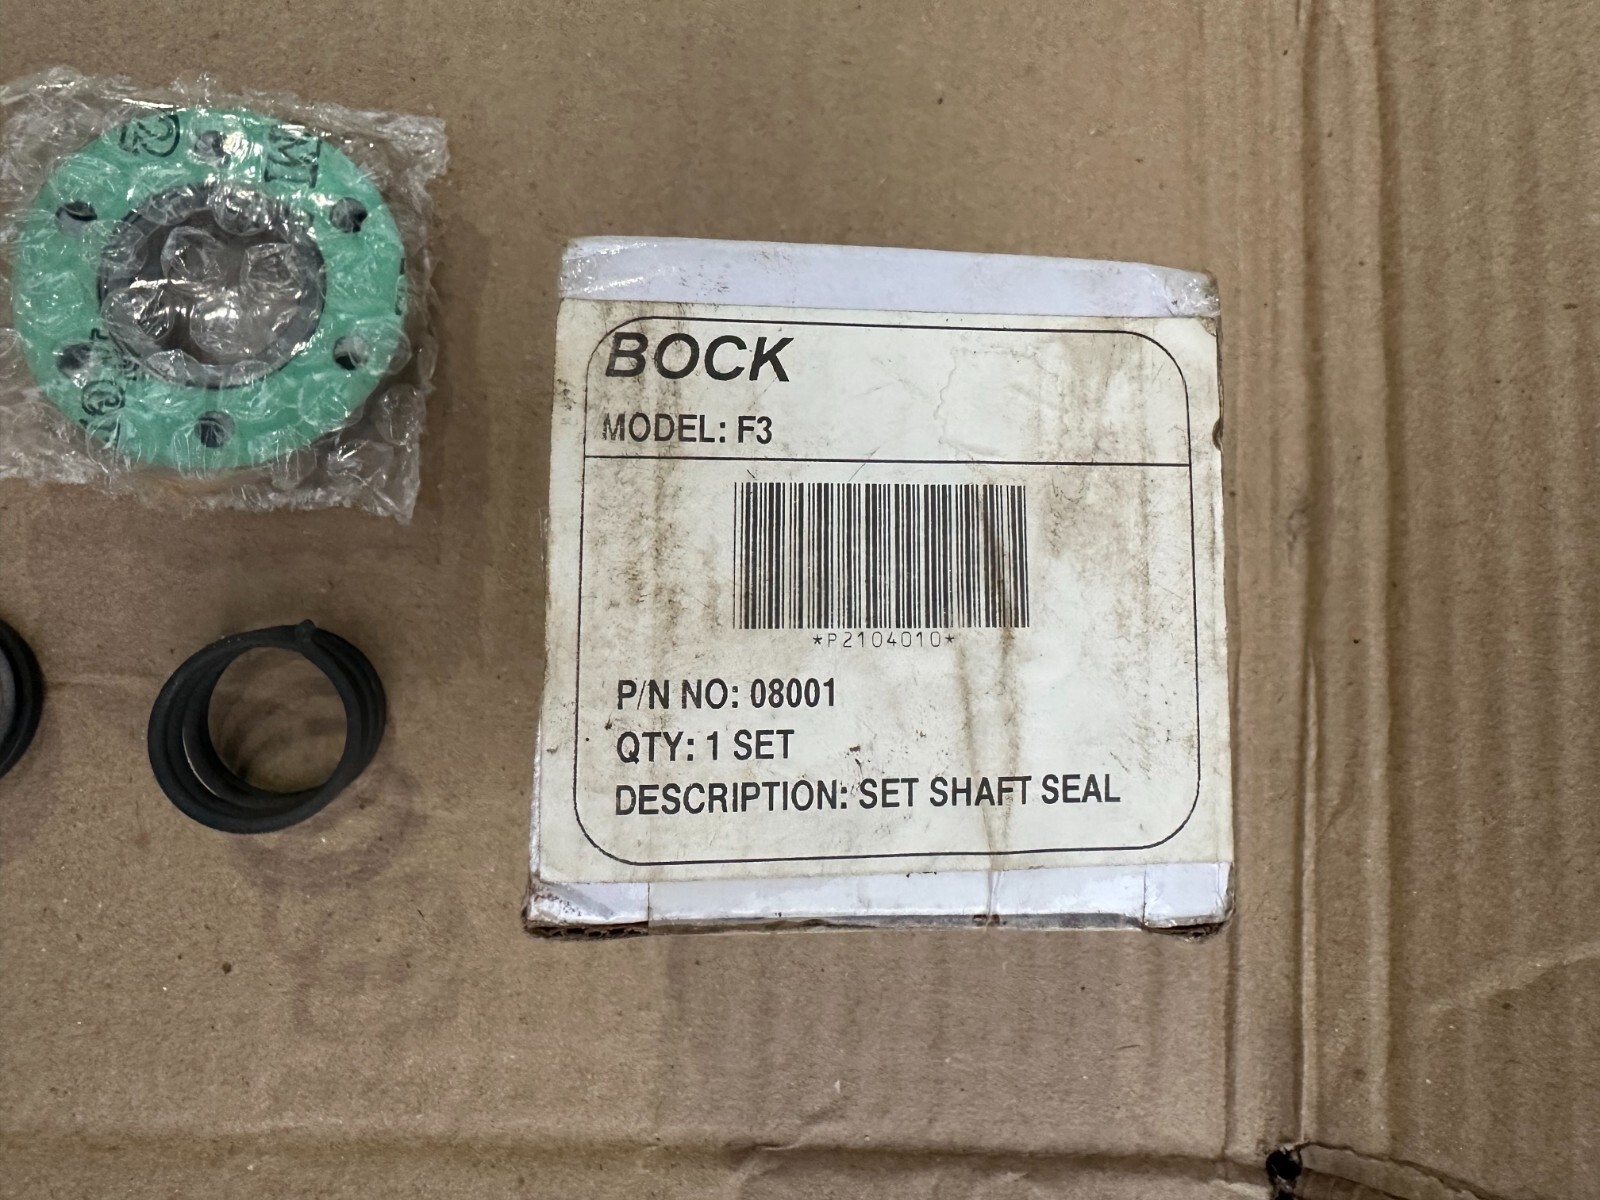 BOCK
MODEL: F3
*P2104010*
P/N NO: 08001
QTY: 1 SET
DESCRIPTION: SET SHAFT SEAL